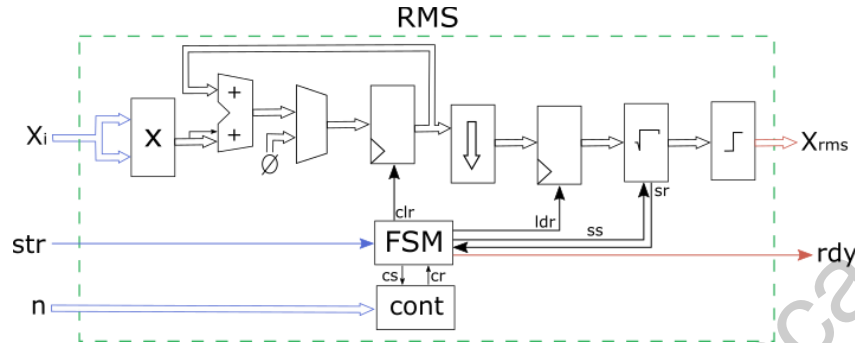 RMS
+
Xi
X
+
∅
Xrms
clr
ldr
ss
sr
str
FSM
rdy
cs
cr
n
cont